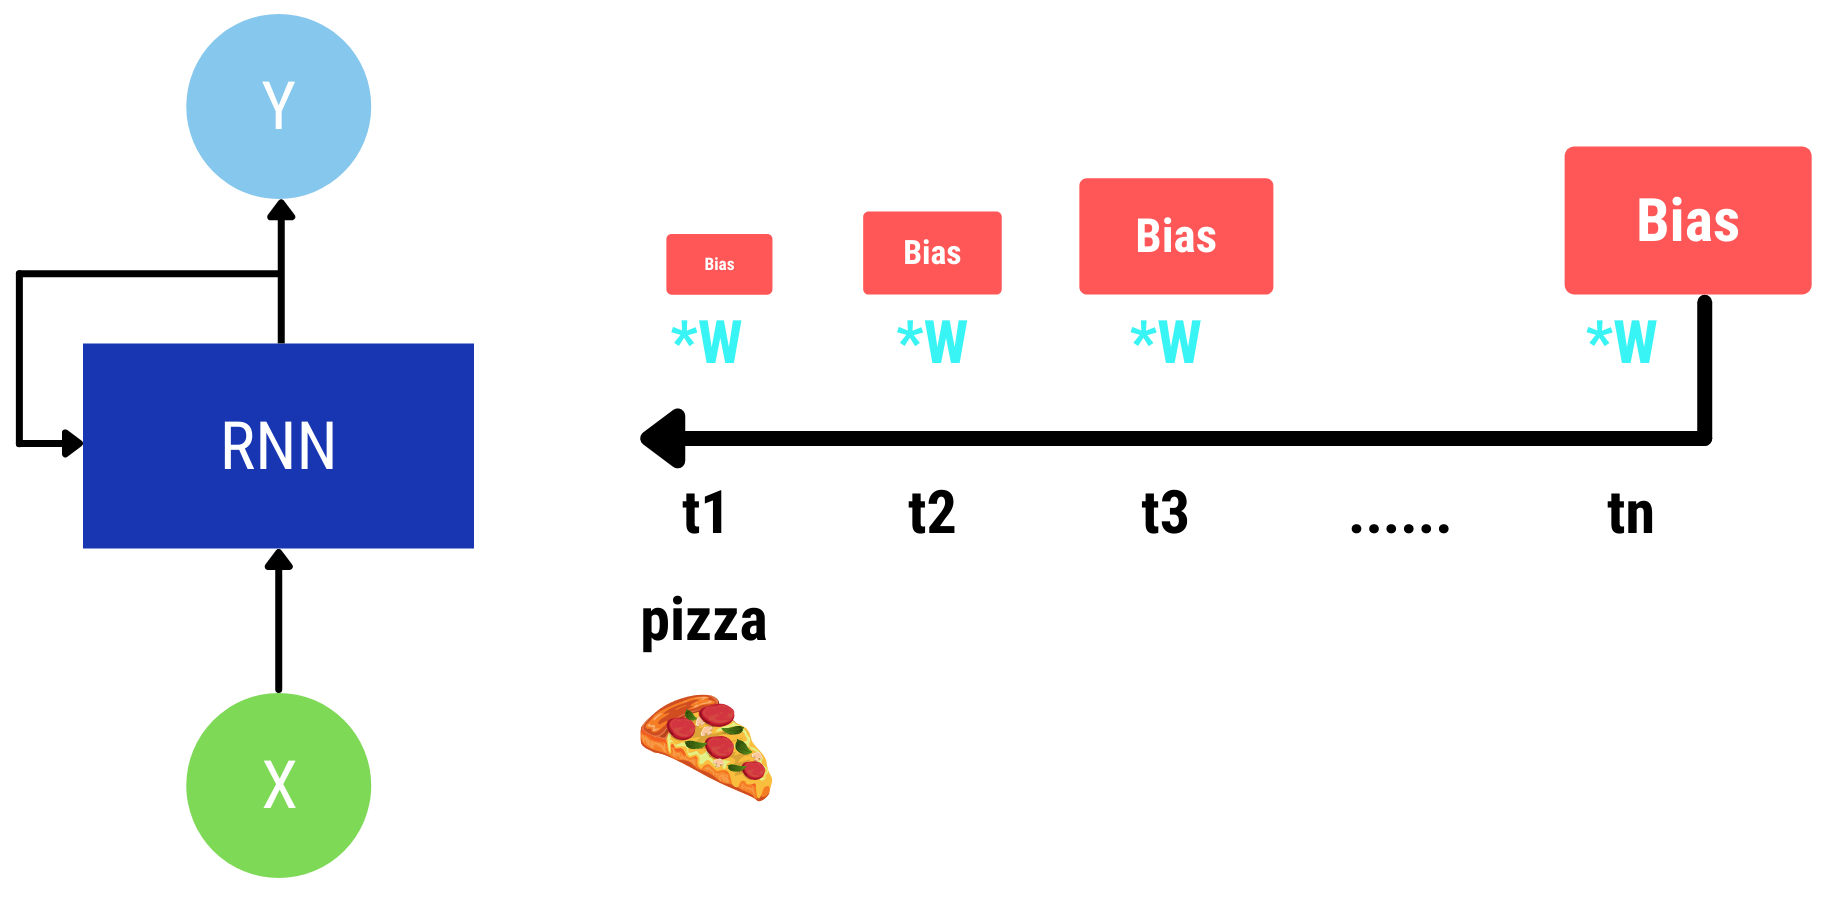 Y
RNN
X
Bias
Bias
Bias
Bias
*W
*W
*W
*W
t1
t2
t3
......
tn
pizza